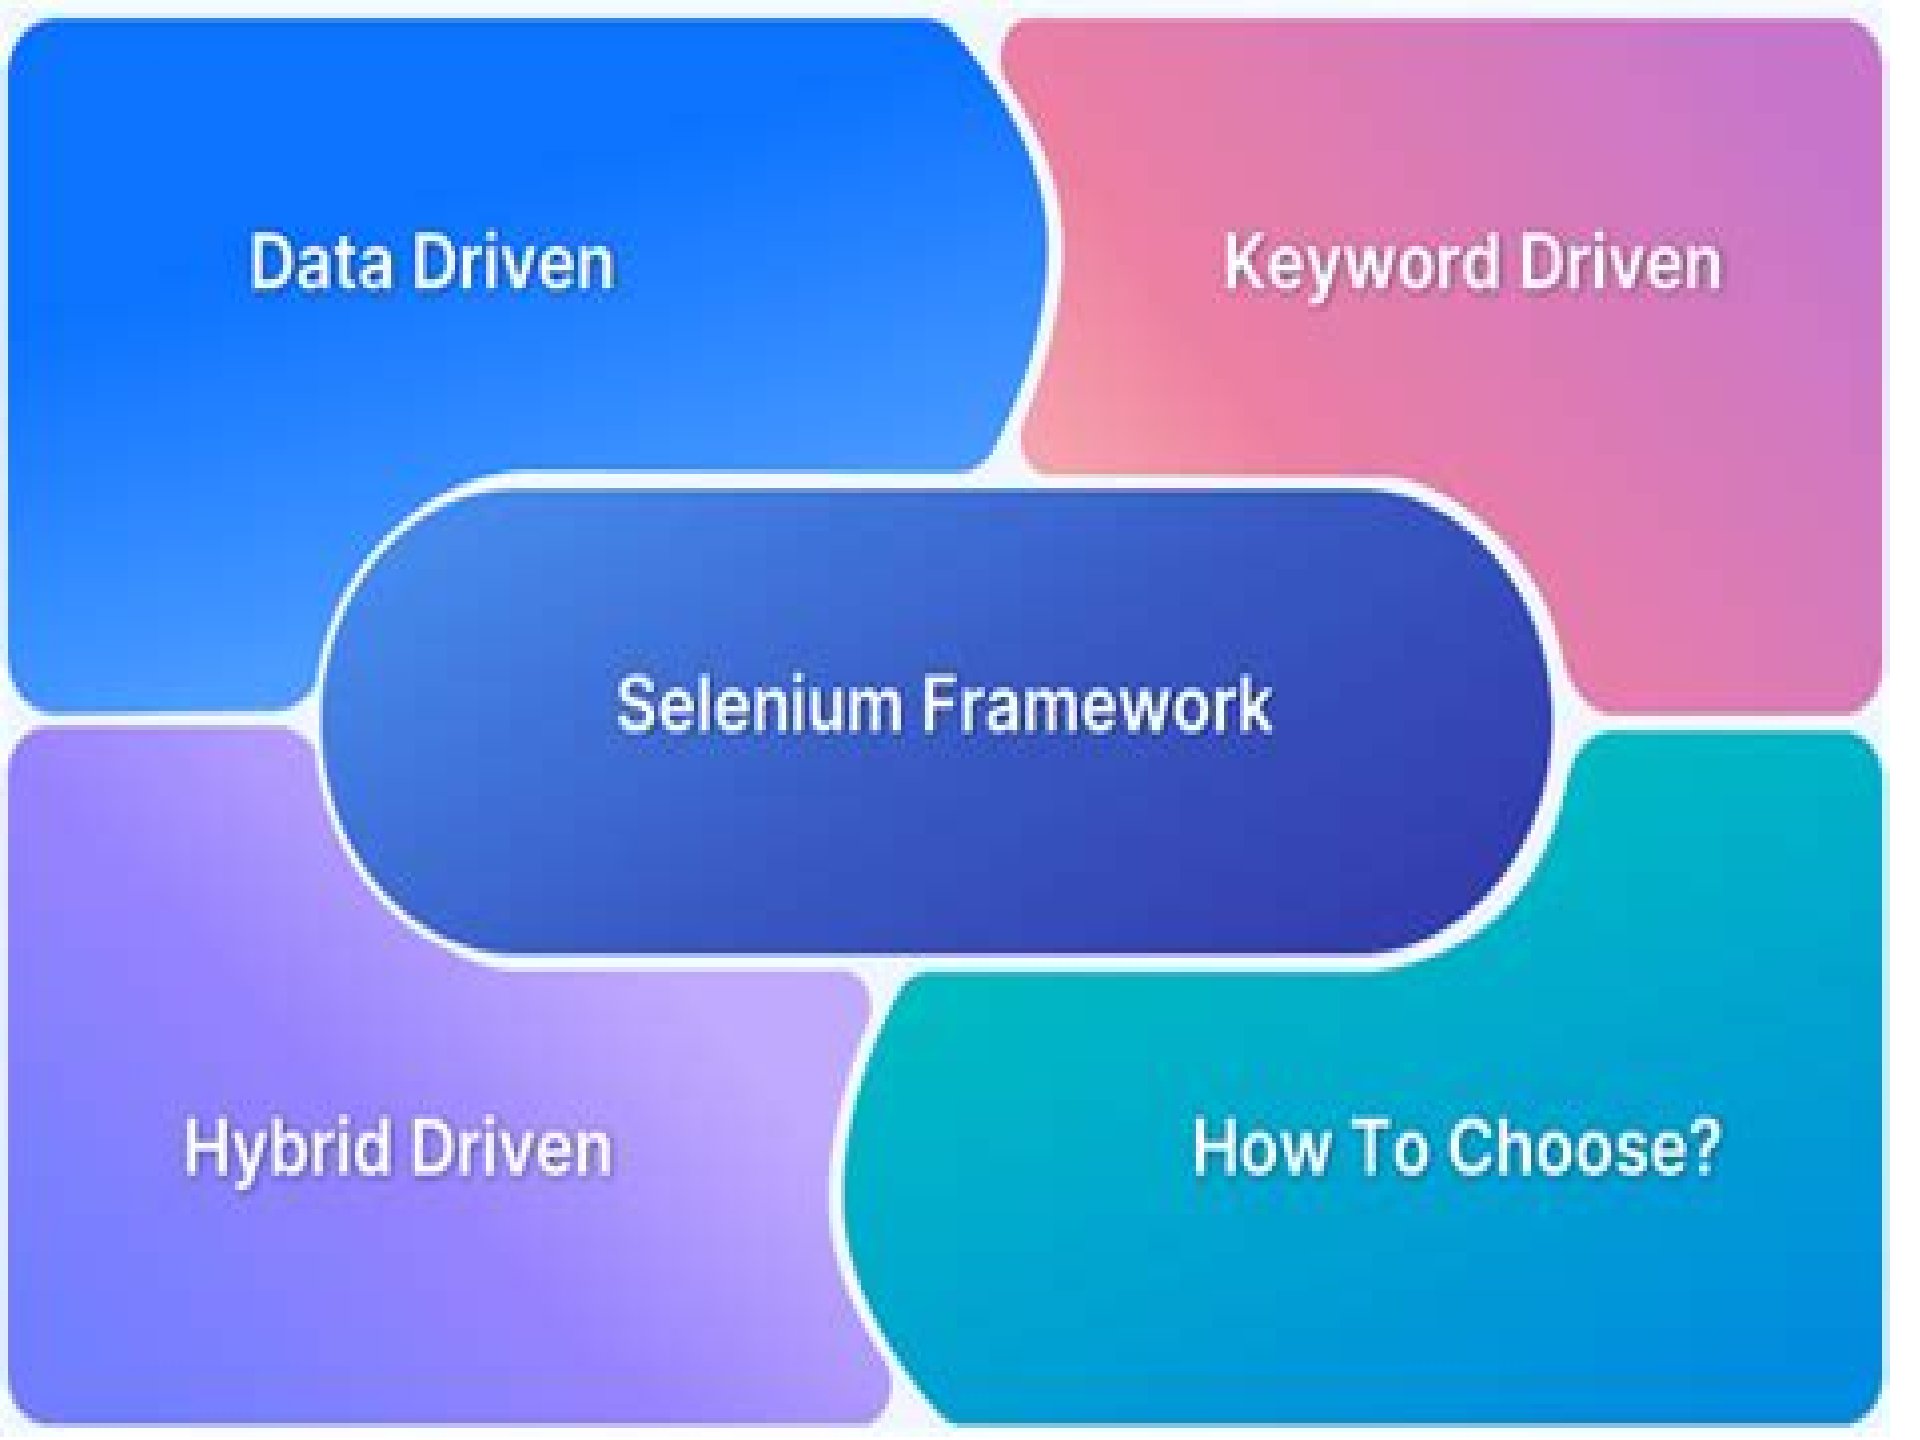 Data Driven
Keyword Driven
Selenium Framework
Hybrid Driven
How To Choose?